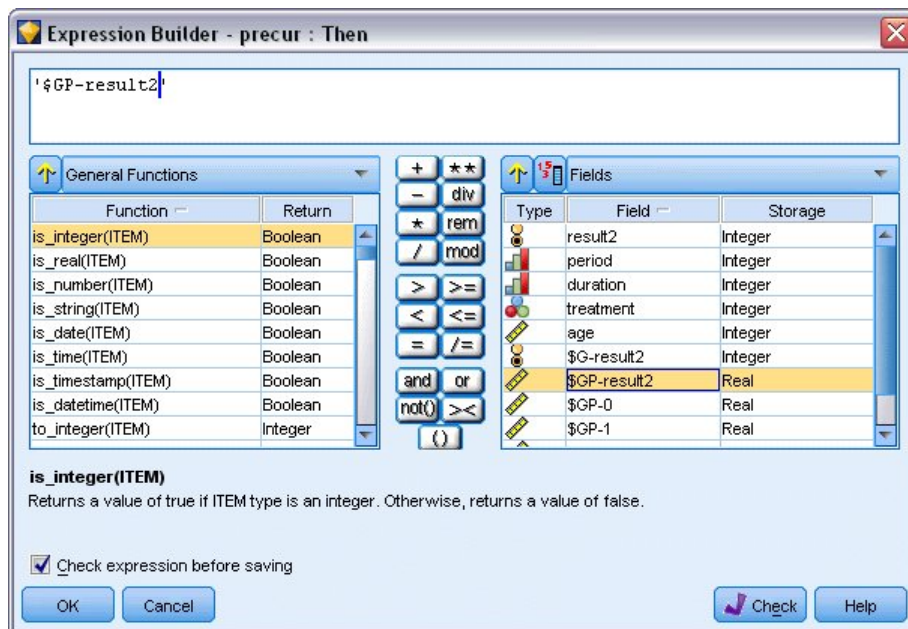 Expression Builder - precur : Then
'$GP-result2'
General Functions
Function Return
is_integer(ITEM) Boolean
is_real(ITEM) Boolean
is_number(ITEM) Boolean
is_string(ITEM) Boolean
is_date(ITEM) Boolean
is_time(ITEM) Boolean
is_timestamp(ITEM) Boolean
is_datetime(ITEM) Boolean
to_integer(ITEM) Integer
+ **
- div
* rem
/ mod
> >=
< <=
= /=
and or
not() ><
()
Fields
Type Field Storage
result2 Integer
period Integer
duration Integer
treatment Integer
age Integer
$G-result2 Integer
$GP-result2 Real
$GP-0 Real
$GP-1 Real
is_integer(ITEM)
Returns a value of true if ITEM type is an integer. Otherwise, returns a value of false.
Check expression before saving
OK Cancel Check Help